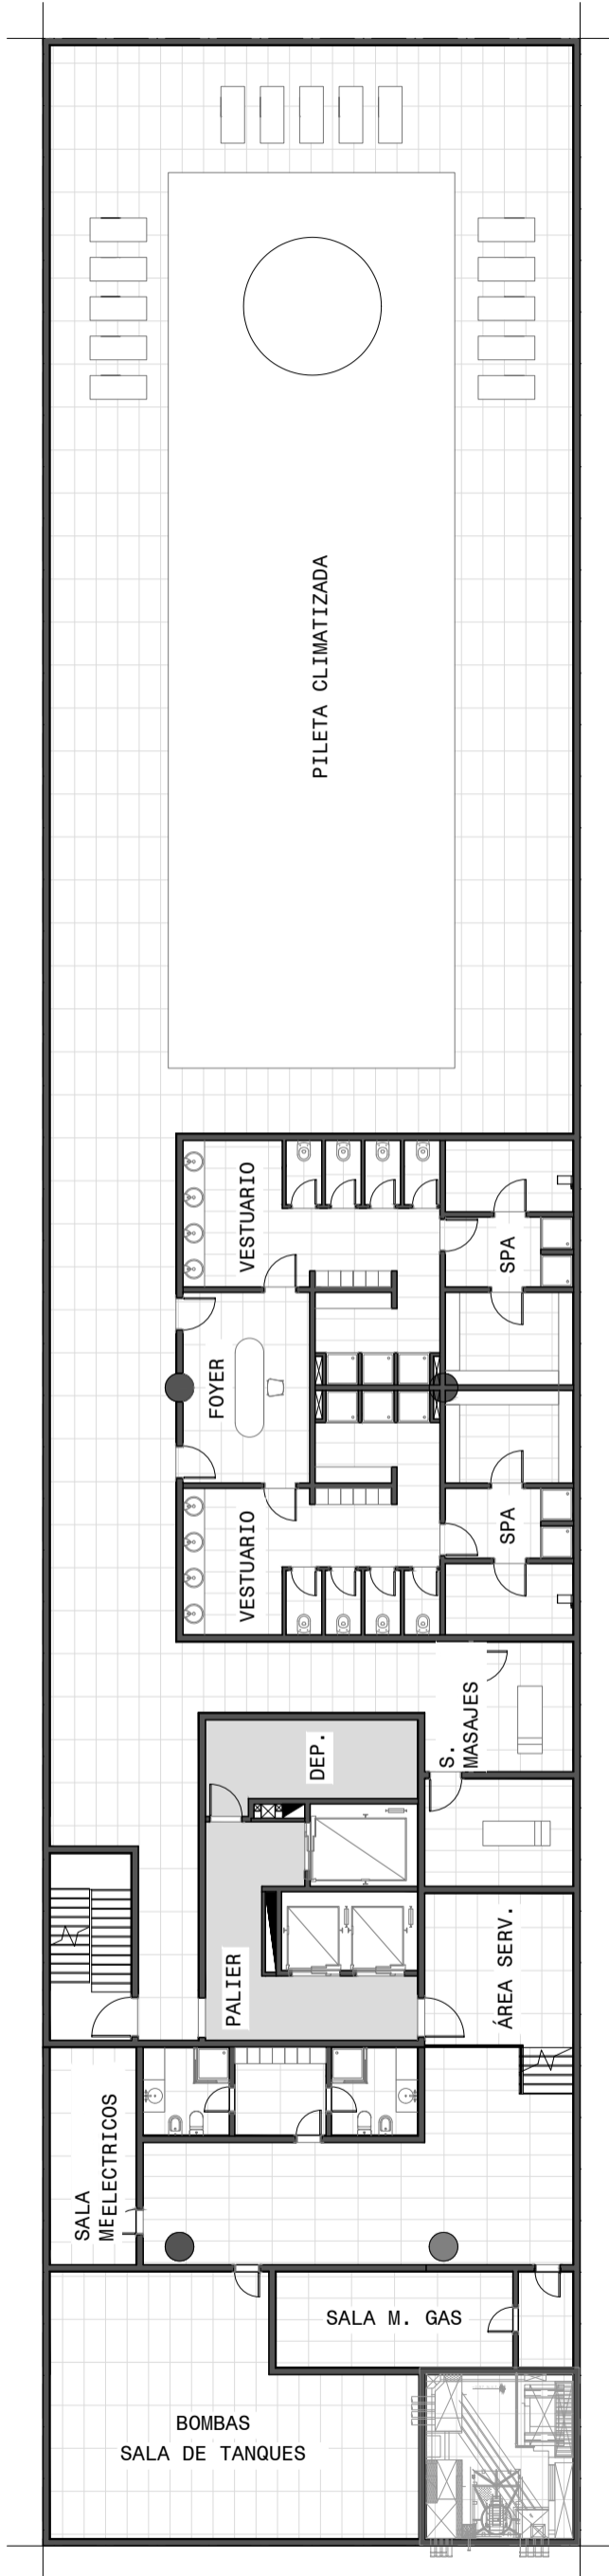 PILETA CLIMATIZADA
VESTUARIO
SPA
FOYER
VESTUARIO
SPA
S.
MASAJES
DEP.
PALIER
ÁREA SERV.
SALA
MEELECTRICOS
SALA M. GAS
BOMBAS
SALA DE TANQUES